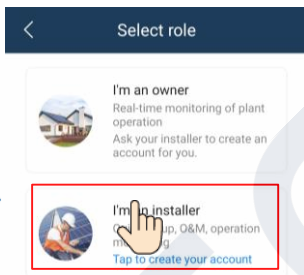 Select role
I'm an owner
Real-time monitoring of plant
operation
Ask your installer to create an
account for you.
I'm installer
up, O&M, operation
Tap to create your account